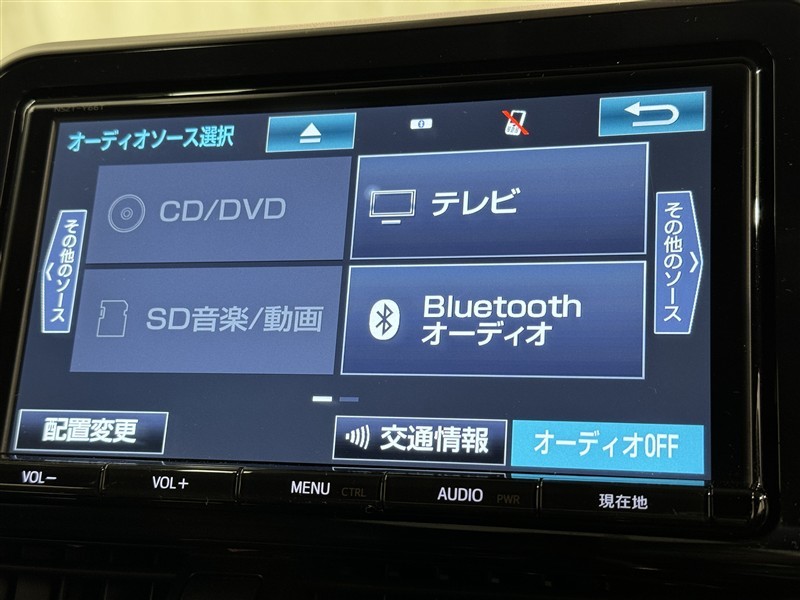 NSZT-Y66T
オーディオソース選択
CD/DVD
テレビ
その他のソース
その他のソース
SD音楽/動画
Bluetooth
オーディオ
配置変更
交通情報
オーディオOFF
VOL−
VOL+
MENU CTRL
AUDIO PWR
現在地